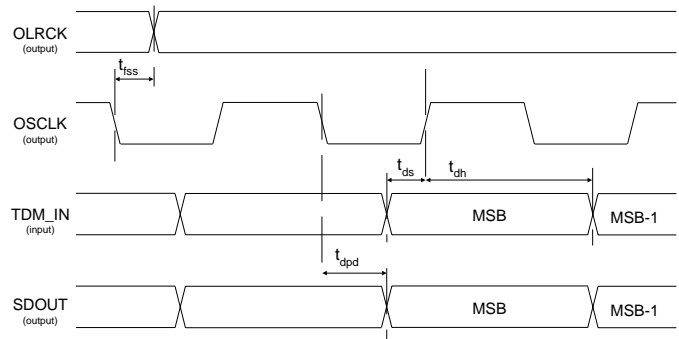 OLRCK
(output)
t_fss
OSCLK
(output)
t_ds
t_dh
TDM_IN
(input)
MSB
MSB-1
t_dpd
SDOUT
(output)
MSB
MSB-1